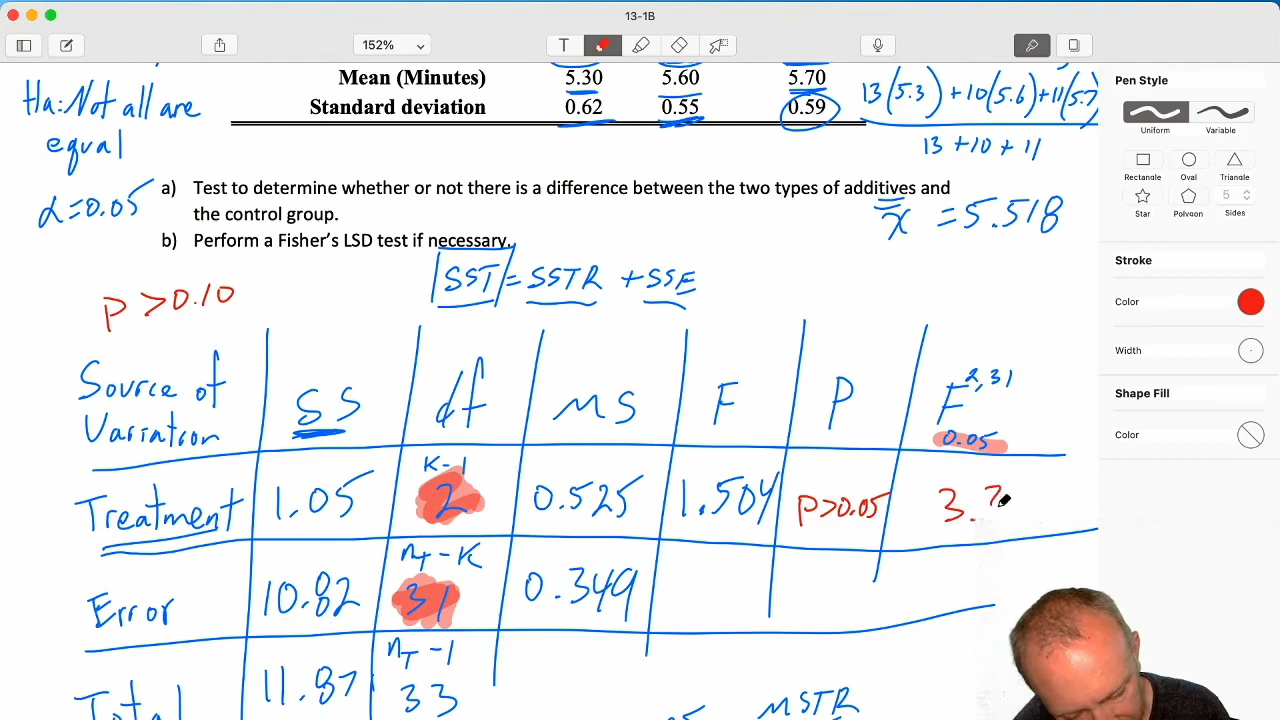 13-1B
152%
T
Mean (Minutes) 5.30 5.60 5.70
Standard deviation 0.62 0.55 0.59
Ha: Not all are
equal
13(5.3) + 10(5.6) + 11(5.7)
13 + 10 + 11
α = 0.05
a) Test to determine whether or not there is a difference between the two types of additives and
the control group.
x̿ = 5.518
b) Perform a Fisher's LSD test if necessary.
SST = SSTR + SSE
P > 0.10
Source of Variation SS df MS F P F 2, 31 0.05
K-1
Treatment 1.05 2 0.525 1.504 P>0.05 3.
nT - K
Error 10.82 31 0.349
nT - 1
Total 11.87 33
MSTR
Pen Style
Uniform Variable
Rectangle Oval Triangle
5
Star Polygon Sides
Stroke
Color
Width
Shape Fill
Color